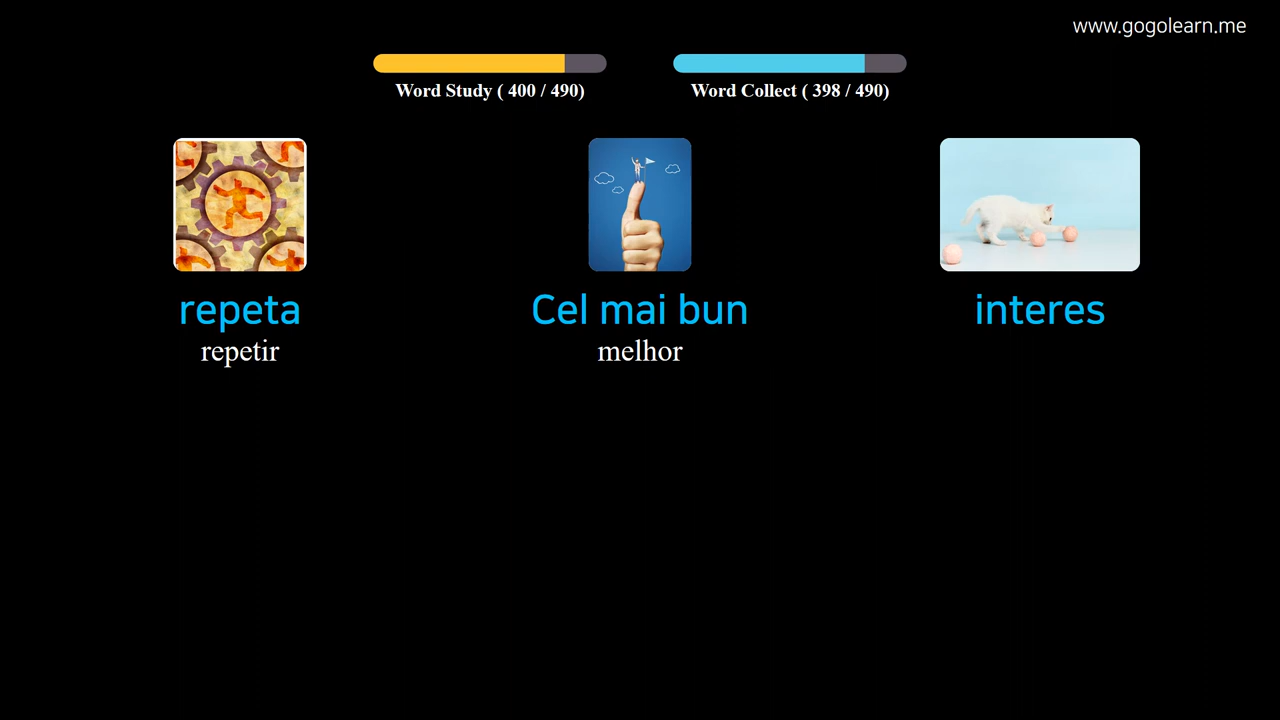 www.gogolearn.me
Word Study ( 400 / 490)
Word Collect ( 398 / 490)
repeta
repetir
Cel mai bun
melhor
interes